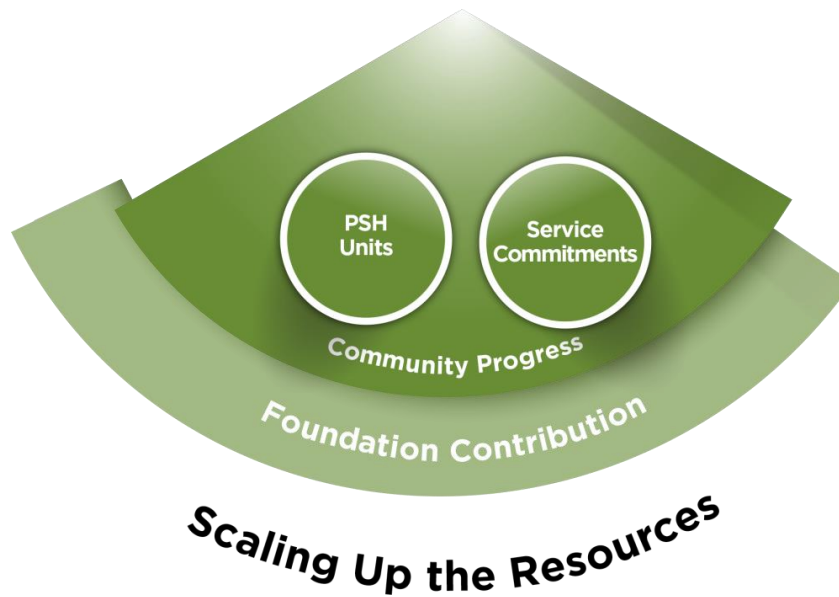 PSH
Units
Service
Commitments
Community Progress
Foundation Contribution
Scaling Up the Resources